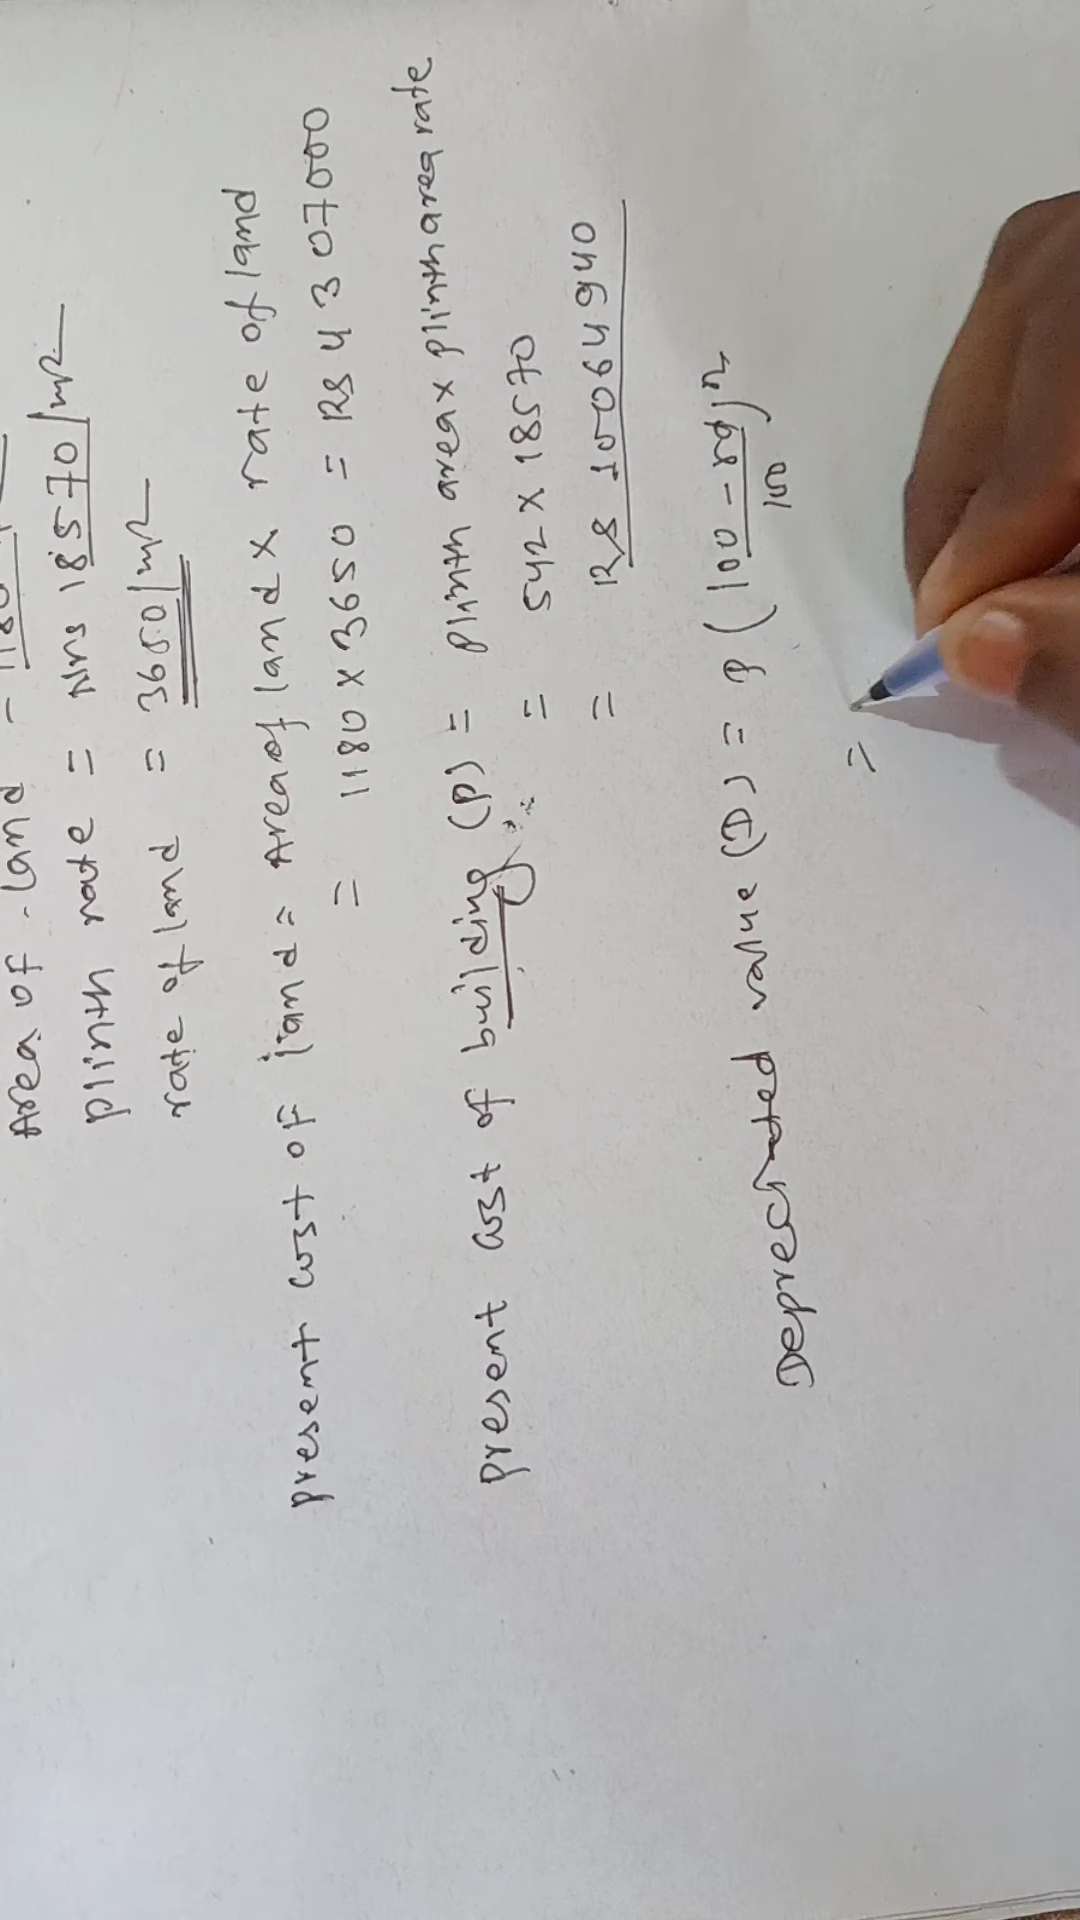 Area of land = 1180
plinth rate = NRS 18570/m2
rate of land = 3650/m2
present cost of land = Area of land x rate of land
= 1180 x 3650 = RS 4307000
present cost of building (P) = plinth area x plinth area rate
= 542 x 18570
= RS 10064940
Depreciated value (D) = P (100 - rd/100)^n
=